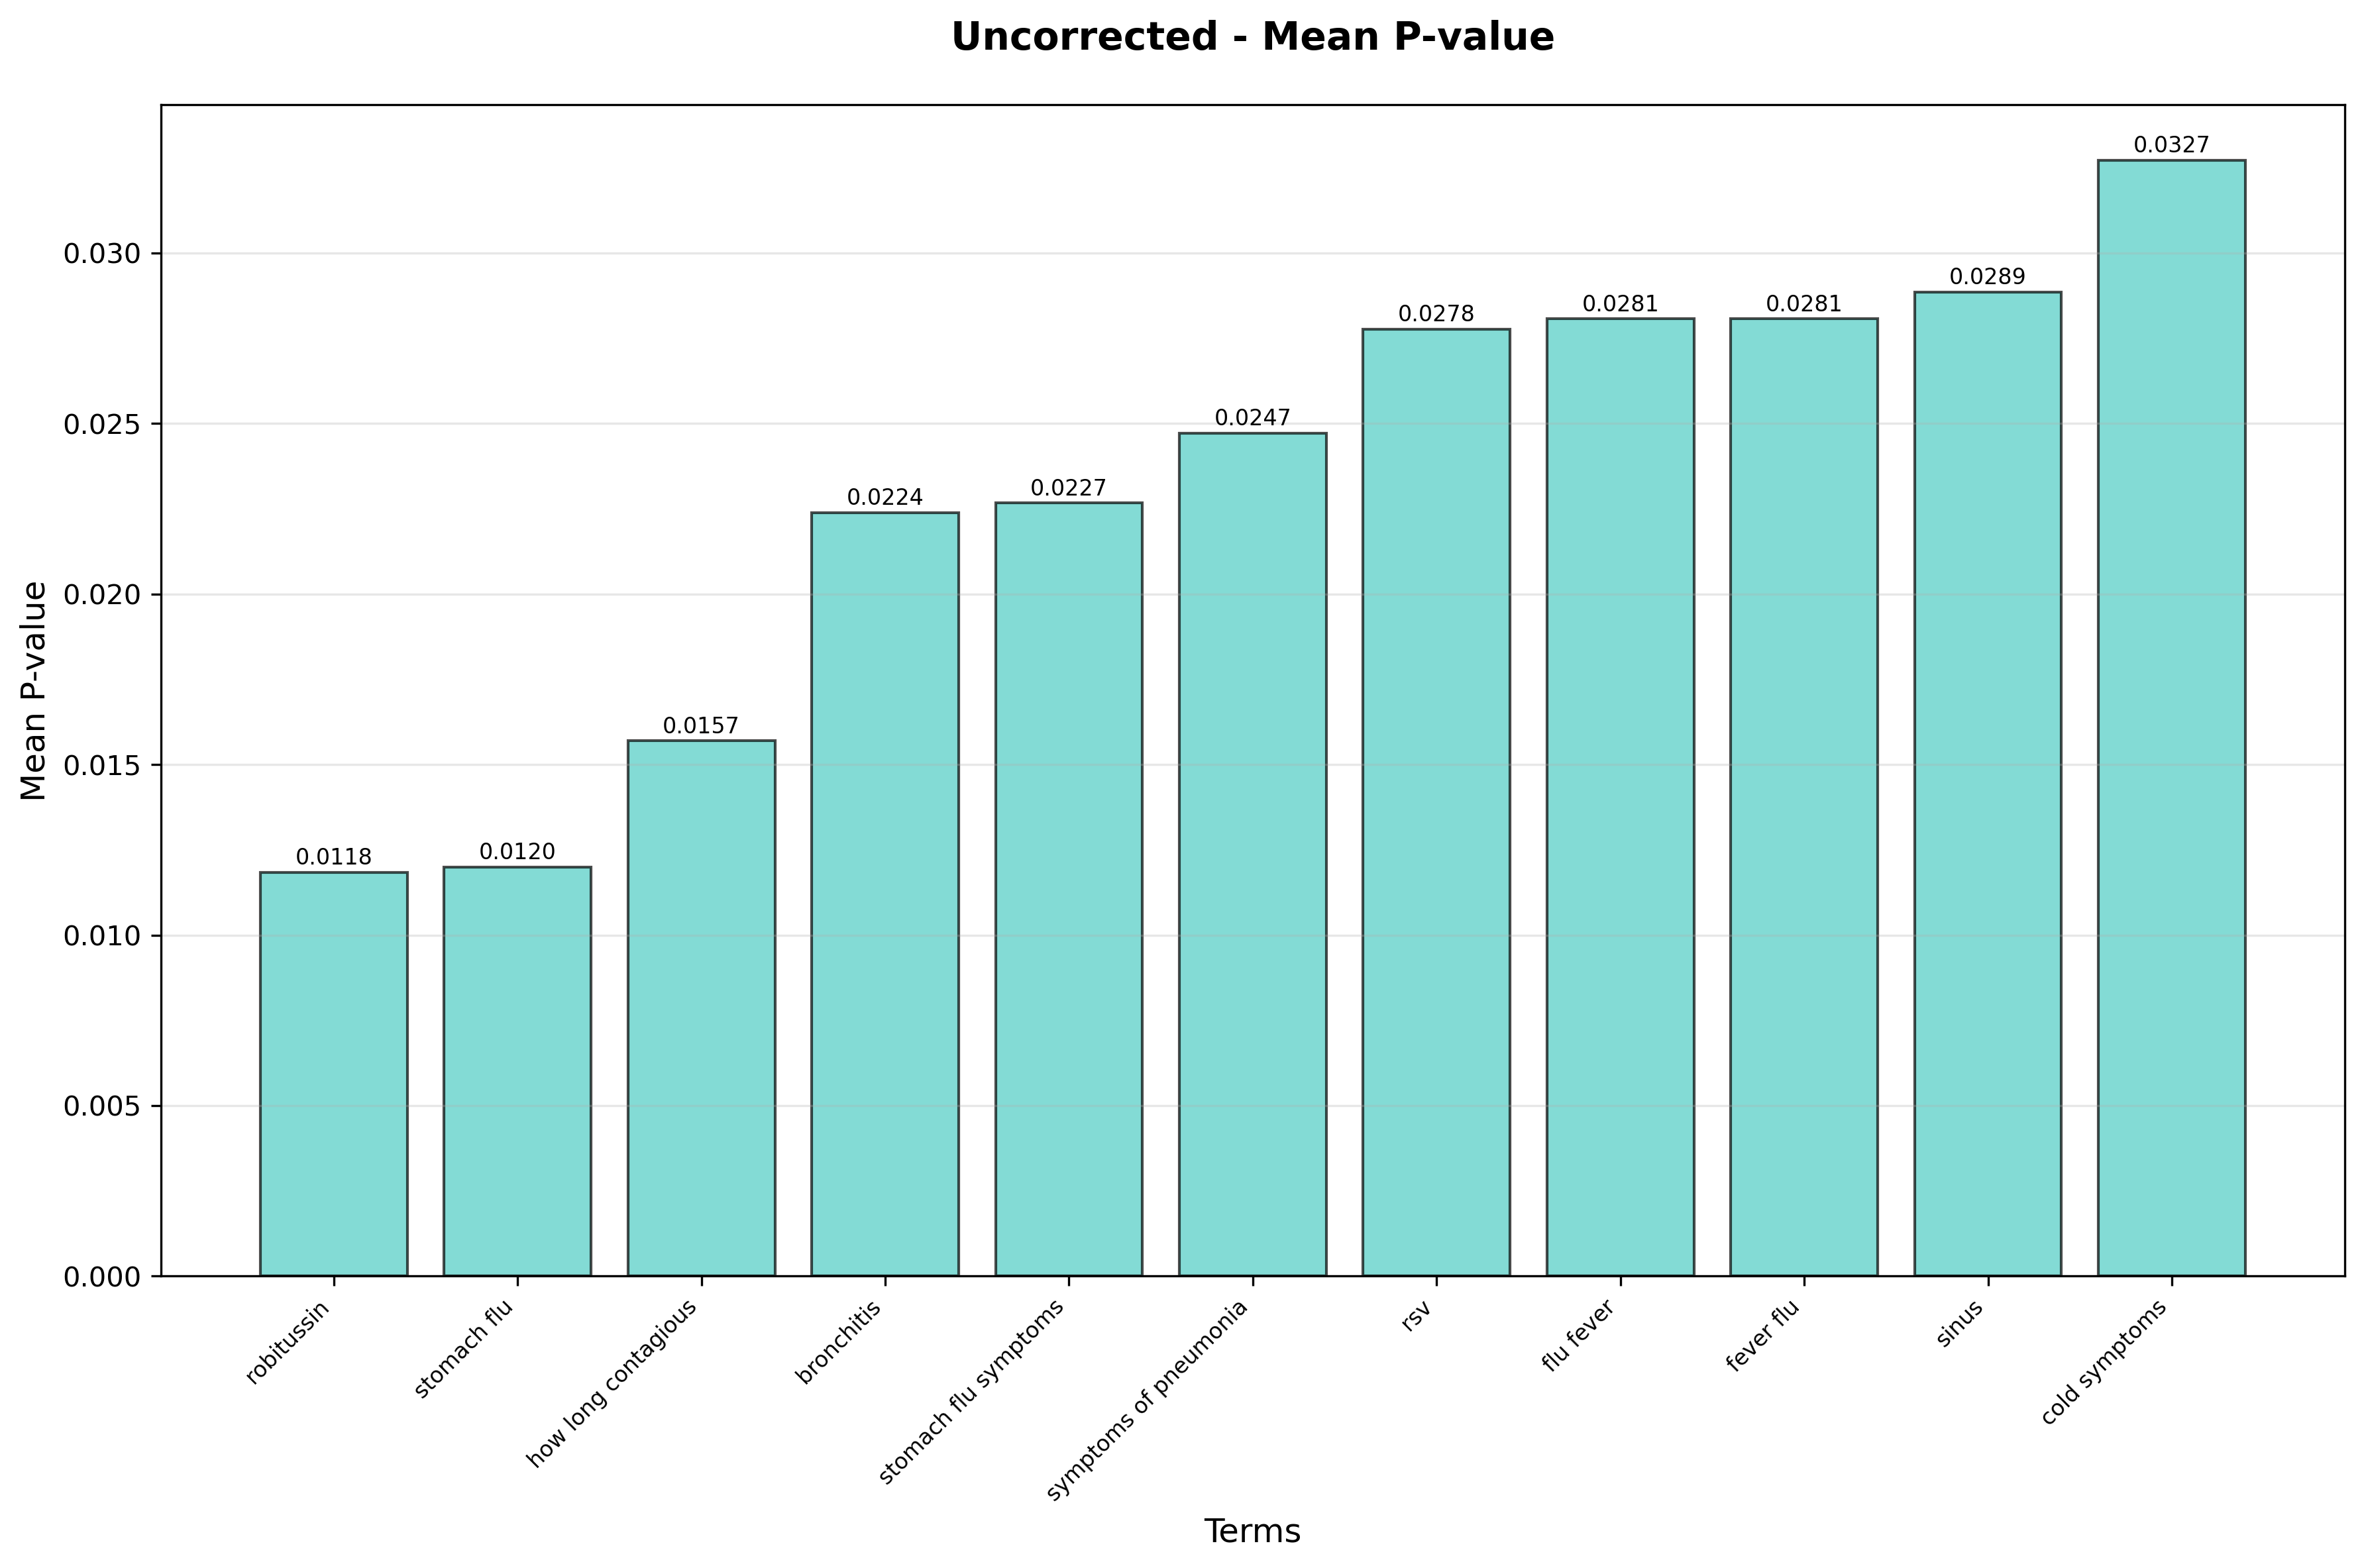 Uncorrected - Mean P-value
Mean P-value
0.030
0.025
0.020
0.015
0.010
0.005
0.000
0.0118
0.0120
0.0157
0.0224
0.0227
0.0247
0.0278
0.0281
0.0281
0.0289
0.0327
robitussin
stomach flu
how long contagious
bronchitis
stomach flu symptoms
symptoms of pneumonia
rsv
flu fever
fever flu
sinus
cold symptoms
Terms